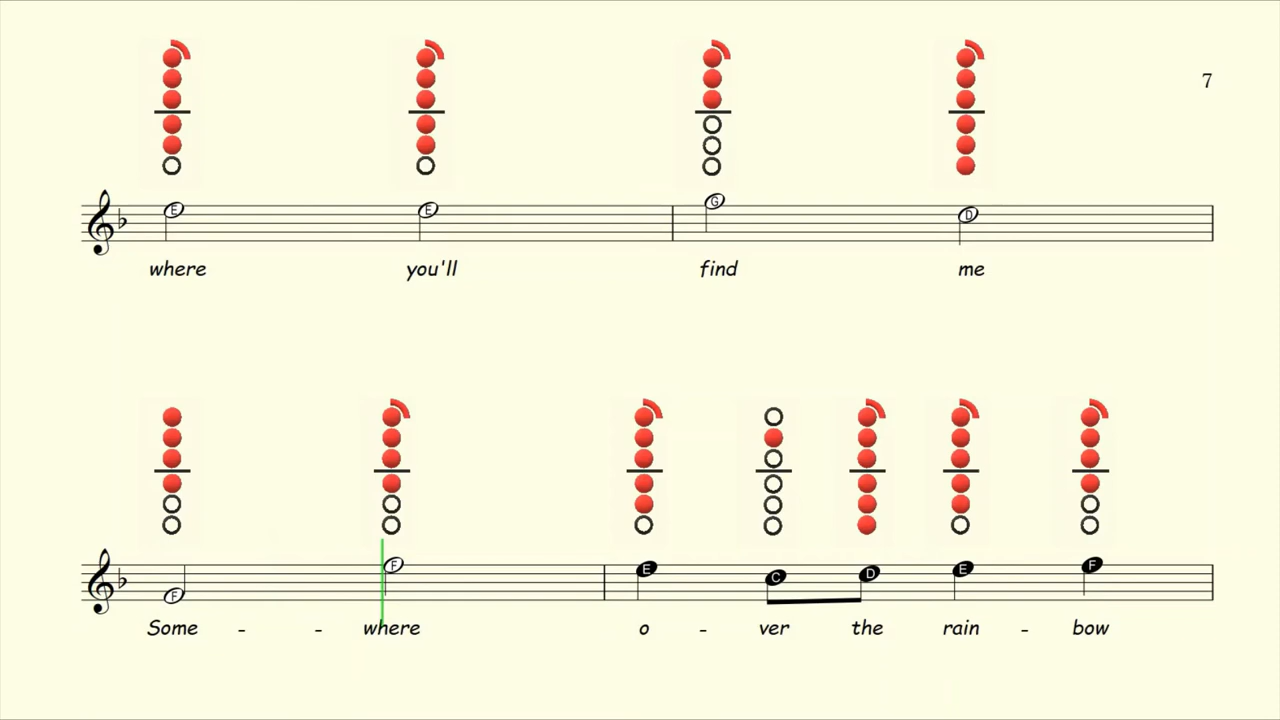 7
E E G D
where you'll find me
F F E C D E F
Some - - where o - ver the rain - bow